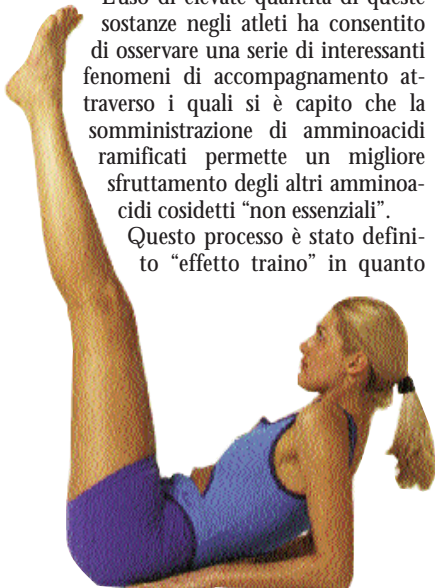 L'uso di elevate quantità di queste
sostanze negli atleti ha consentito
di osservare una serie di interessanti
fenomeni di accompagnamento at-
traverso i quali si è capito che la
somministrazione di amminoacidi
ramificati permette un migliore
sfruttamento degli altri amminoa-
cidi cosidetti “non essenziali”.
Questo processo è stato defini-
to “effetto traino” in quanto